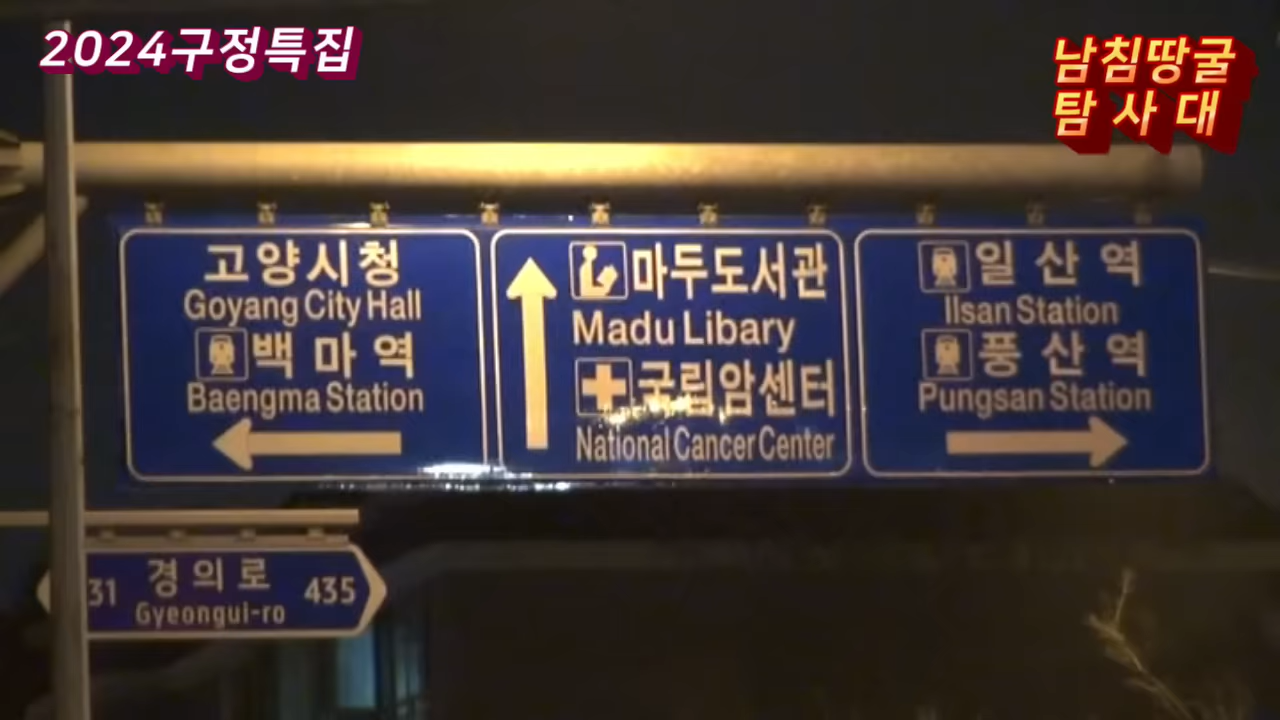 2024구정특집
남침땅굴
탐사대
고양시청
Goyang City Hall
백마역
Baengma Station
마두도서관
Madu Libary
국립암센터
National Cancer Center
일산역
Ilsan Station
풍산역
Pungsan Station
31 경의로 435
Gyeongui-ro